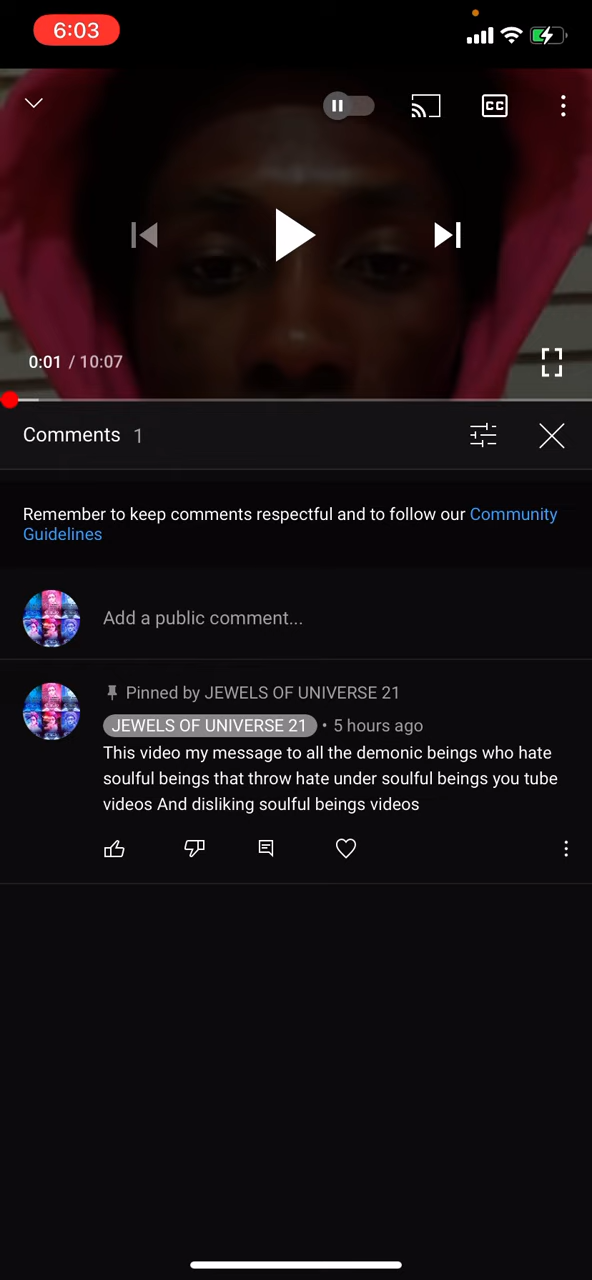 6:03
CC
0:01 / 10:07
Comments 1
Remember to keep comments respectful and to follow our Community
Guidelines
Add a public comment...
Pinned by JEWELS OF UNIVERSE 21
JEWELS OF UNIVERSE 21 • 5 hours ago
This video my message to all the demonic beings who hate
soulful beings that throw hate under soulful beings you tube
videos And disliking soulful beings videos